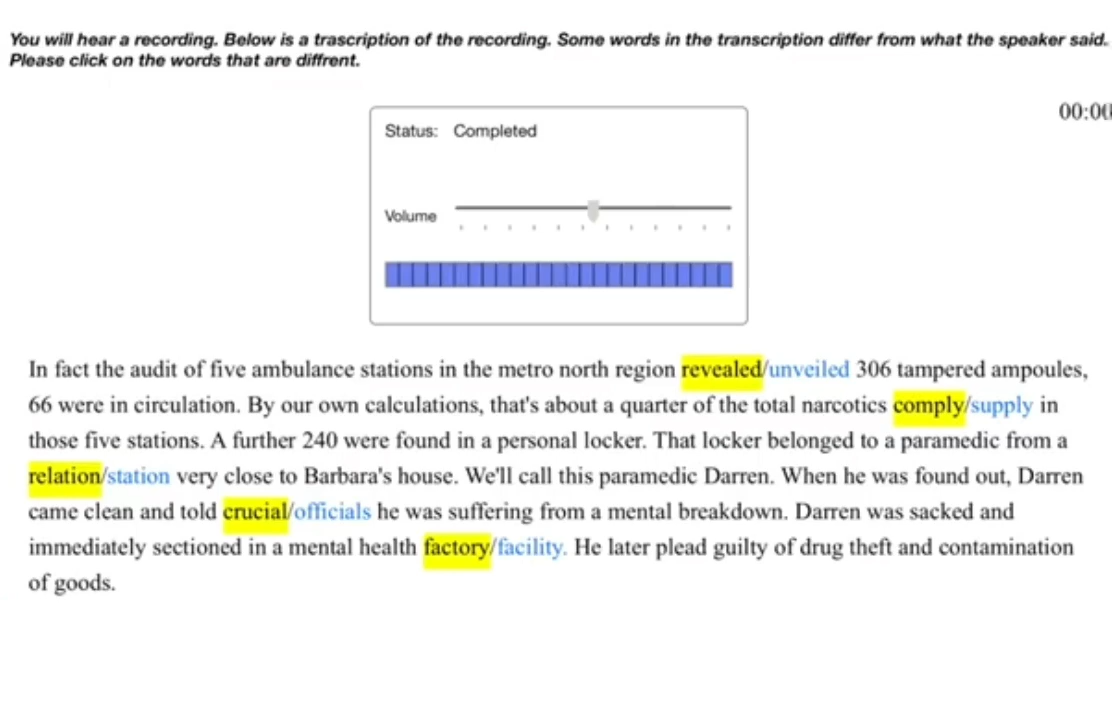 You will hear a recording. Below is a trascription of the recording. Some words in the transcription differ from what the speaker said.
Please click on the words that are diffrent.
00:00
Status: Completed
Volume
In fact the audit of five ambulance stations in the metro north region revealed/unveiled 306 tampered ampoules,
66 were in circulation. By our own calculations, that's about a quarter of the total narcotics comply/supply in
those five stations. A further 240 were found in a personal locker. That locker belonged to a paramedic from a
relation/station very close to Barbara's house. We'll call this paramedic Darren. When he was found out, Darren
came clean and told crucial/officials he was suffering from a mental breakdown. Darren was sacked and
immediately sectioned in a mental health factory/facility. He later plead guilty of drug theft and contamination
of goods.